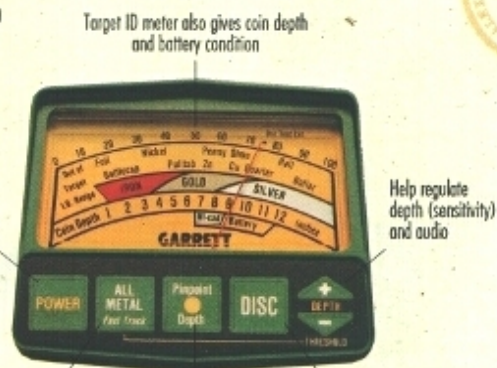 Target ID meter also gives coin depth
and battery condition
0 10 20 30 40 50 60 70 80 90 100
Out of Foil Nickel Penny Dime Half
Target Bottlecap Pulltab Zn Cu Quarter Dollar
I.D. Range IRON GOLD SILVER
Coin Depth 1 2 3 4 5 6 7 8 9 10 11 12 inches
Battery
GARRETT
Help regulate
depth (sensitivity)
and audio
POWER
ALL
METAL
Fast Track
Pinpoint
Depth
DISC
+
DEPTH
−
THRESHOLD